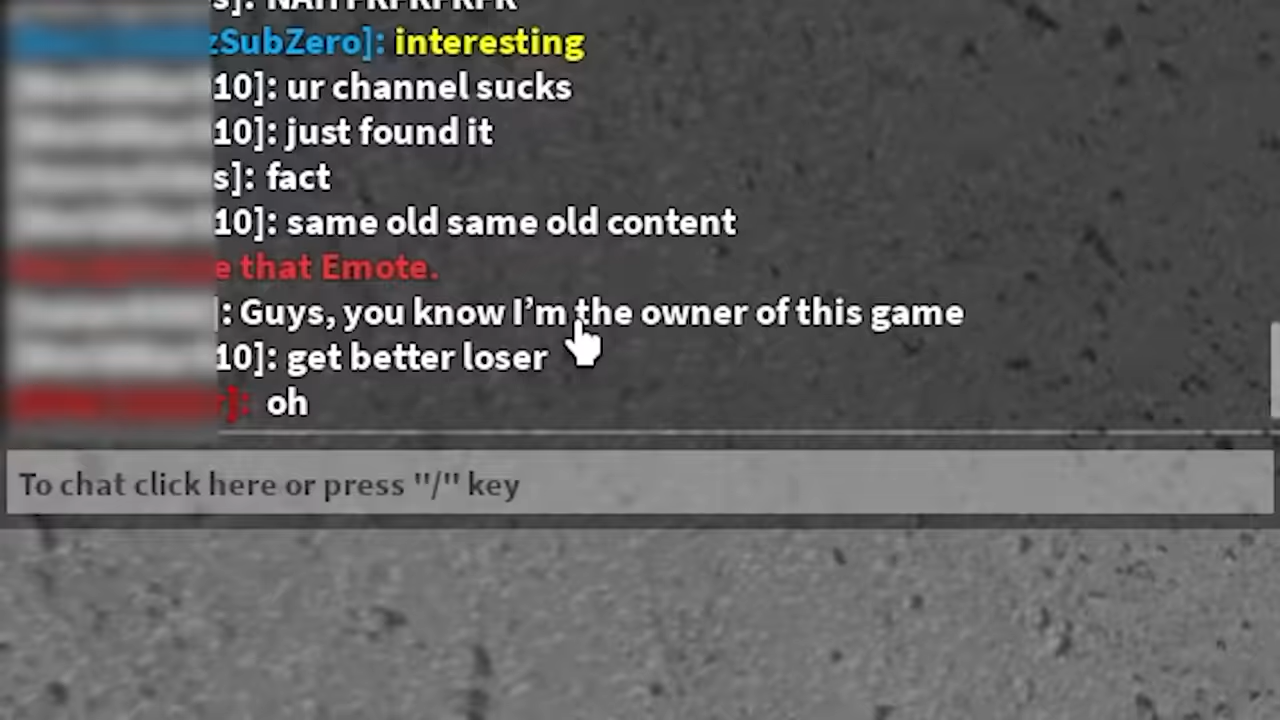 zSubZero]: interesting
10]: ur channel sucks
10]: just found it
s]: fact
10]: same old same old content
e that Emote.
]: Guys, you know I’m the owner of this game
10]: get better loser
r]: oh
To chat click here or press "/" key